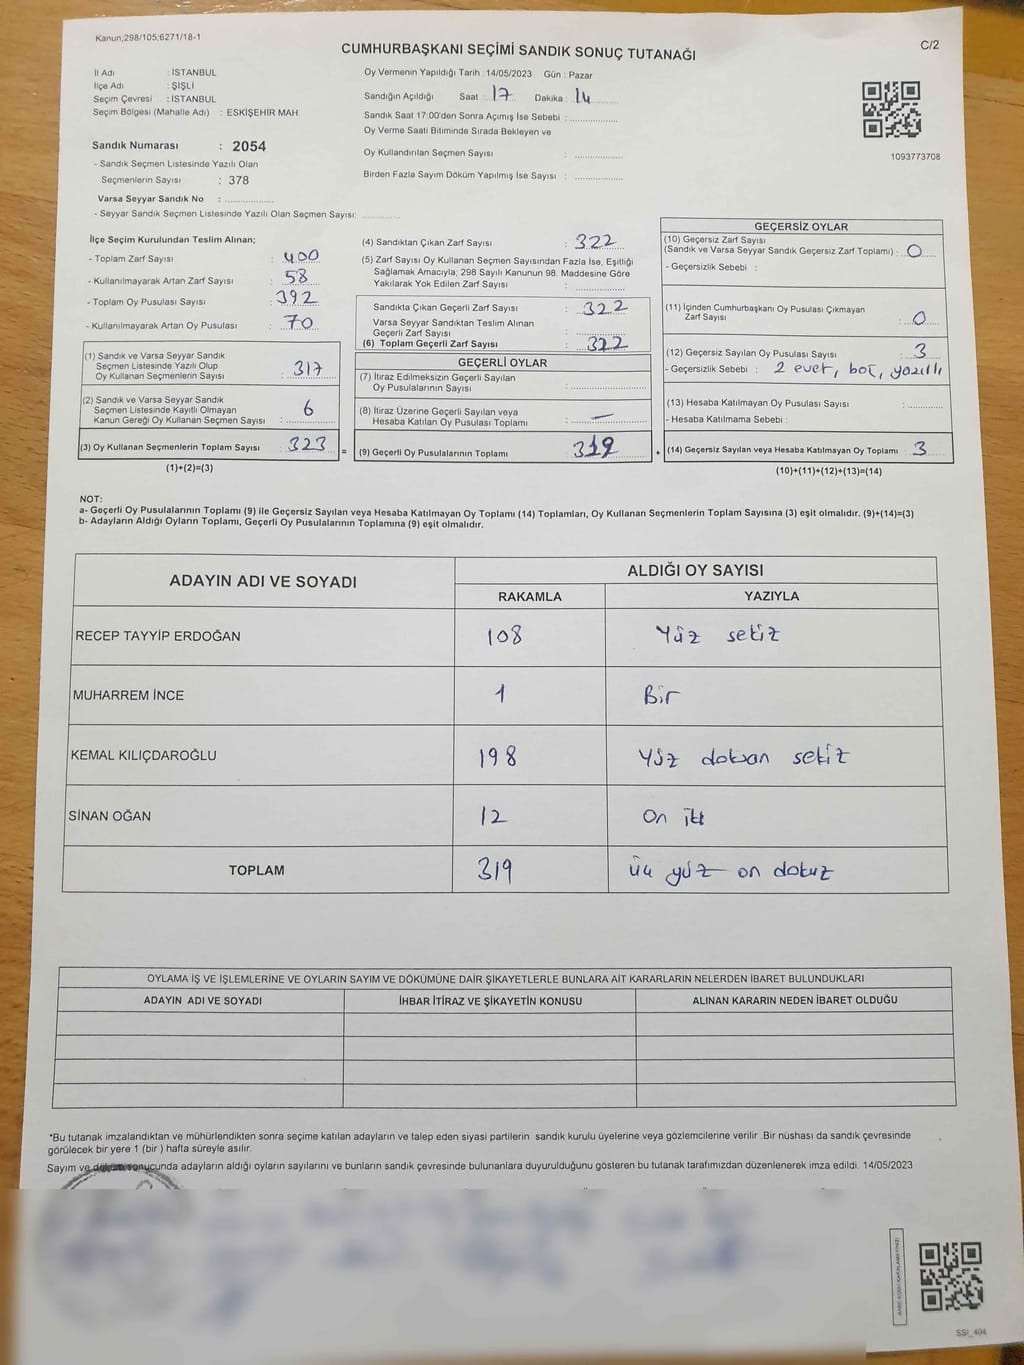 Kanun;298/105;6271/18-1
C/2
CUMHURBAŞKANI SEÇİMİ SANDIK SONUÇ TUTANAĞI
İl Adı : İSTANBUL
İlçe Adı : ŞİŞLİ
Seçim Çevresi : İSTANBUL
Seçim Bölgesi (Mahalle Adı) : ESKİŞEHİR MAH.
Sandık Numarası : 2054
- Sandık Seçmen Listesinde Yazılı Olan
Seçmenlerin Sayısı : 378
Varsa Seyyar Sandık No :
- Seyyar Sandık Seçmen Listesinde Yazılı Olan Seçmen Sayısı:
Oy Vermenin Yapıldığı Tarih :14/05/2023 Gün : Pazar
Sandığın Açıldığı Saat : 17 Dakika : 14
Sandık Saat 17:00'den Sonra Açımış İse Sebebi :
Oy Verme Saati Bitiminde Sırada Bekleyen ve
Oy Kullandırılan Seçmen Sayısı :
Birden Fazla Sayım Döküm Yapılmış İse Sayısı :
1093773708
İlçe Seçim Kurulundan Teslim Alınan;
- Toplam Zarf Sayısı : 400
- Kullanılmayarak Artan Zarf Sayısı : 58
- Toplam Oy Pusulası Sayısı : 392
- Kullanılmayarak Artan Oy Pusulası : 70
(1) Sandık ve Varsa Seyyar Sandık
Seçmen Listesinde Yazılı Olup
Oy Kullanan Seçmenlerin Sayısı : 317
(2) Sandık ve Varsa Seyyar Sandık
Seçmen Listesinde Kayıtlı Olmayan
Kanun Gereği Oy Kullanan Seçmen Sayısı : 6
(3) Oy Kullanan Seçmenlerin Toplam Sayısı : 323 =
(1)+(2)=(3)
(4) Sandıktan Çıkan Zarf Sayısı : 322
(5) Zarf Sayısı Oy Kullanan Seçmen Sayısından Fazla İse, Eşitliği
Sağlamak Amacıyla; 298 Sayılı Kanunun 98. Maddesine Göre
Yakılarak Yok Edilen Zarf Sayısı :
Sandıkta Çıkan Geçerli Zarf Sayısı : 322
Varsa Seyyar Sandıktan Teslim Alınan
Geçerli Zarf Sayısı :
(6) Toplam Geçerli Zarf Sayısı : 322
GEÇERLİ OYLAR
(7) İtiraz Edilmeksizin Geçerli Sayılan
Oy Pusulalarının Sayısı :
(8) İtiraz Üzerine Geçerli Sayılan veya
Hesaba Katılan Oy Pusulası Toplamı : —
(9) Geçerli Oy Pusulalarının Toplamı 319 +
GEÇERSİZ OYLAR
(10) Geçersiz Zarf Sayısı
(Sandık ve Varsa Seyyar Sandık Geçersiz Zarf Toplamı) : 0
- Geçersizlik Sebebi :
(11) İçinden Cumhurbaşkanı Oy Pusulası Çıkmayan
Zarf Sayısı : 0
(12) Geçersiz Sayılan Oy Pusulası Sayısı : 3
- Geçersizlik Sebebi : 2 evet, boş, yazılı
(13) Hesaba Katılmayan Oy Pusulası Sayısı :
- Hesaba Katılmama Sebebi :
(14) Geçersiz Sayılan veya Hesaba Katılmayan Oy Toplamı 3
(10)+(11)+(12)+(13)=(14)
NOT:
a- Geçerli Oy Pusulalarının Toplamı (9) ile Geçersiz Sayılan veya Hesaba Katılmayan Oy Toplamı (14) Toplamları, Oy Kullanan Seçmenlerin Toplam Sayısına (3) eşit olmalıdır. (9)+(14)=(3)
b- Adayların Aldığı Oyların Toplamı, Geçerli Oy Pusulalarının Toplamına (9) eşit olmalıdır.
ADAYIN ADI VE SOYADI
ALDIĞI OY SAYISI
RAKAMLA YAZIYLA
RECEP TAYYİP ERDOĞAN 108 Yüz sekiz
MUHARREM İNCE 1 Bir
KEMAL KILIÇDAROĞLU 198 Yüz doksan sekiz
SİNAN OĞAN 12 On iki
TOPLAM 319 üç yüz on dokuz
OYLAMA İŞ VE İŞLEMLERİNE VE OYLARIN SAYIM VE DÖKÜMÜNE DAİR ŞİKAYETLERLE BUNLARA AİT KARARLARIN NELERDEN İBARET BULUNDUKLARI
ADAYIN ADI VE SOYADI İHBAR İTİRAZ VE ŞİKAYETİN KONUSU ALINAN KARARIN NEDEN İBARET OLDUĞU
*Bu tutanak imzalandıktan ve mühürlendikten sonra seçime katılan adayların ve talep eden siyasi partilerin sandık kurulu üyelerine veya gözlemcilerine verilir .Bir nüshası da sandık çevresinde
görülecek bir yere 1 (bir ) hafta süreyle asılır.
Sayım ve döküm sonucunda adayların aldığı oyların sayılarını ve bunların sandık çevresinde bulunanlara duyurulduğunu gösteren bu tutanak tarafımızdan düzenlenerek imza edildi. 14/05/2023
SSI_404